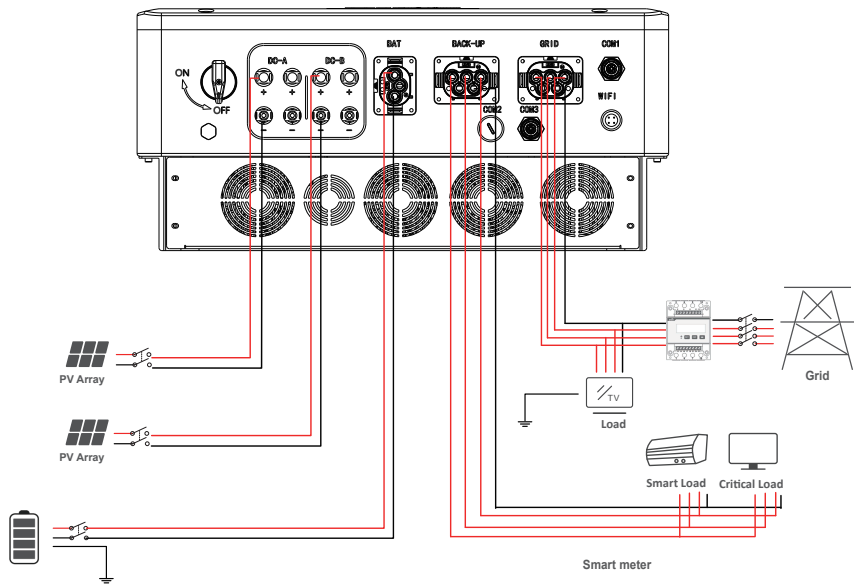 BAT
BACK-UP
GRID
COM1
DC-A
DC-B
ON
OFF
+ + + +
- - - -
COM2
COM3
WIFI
PV Array
PV Array
TV
Load
Grid
Smart Load
Critical Load
Smart meter